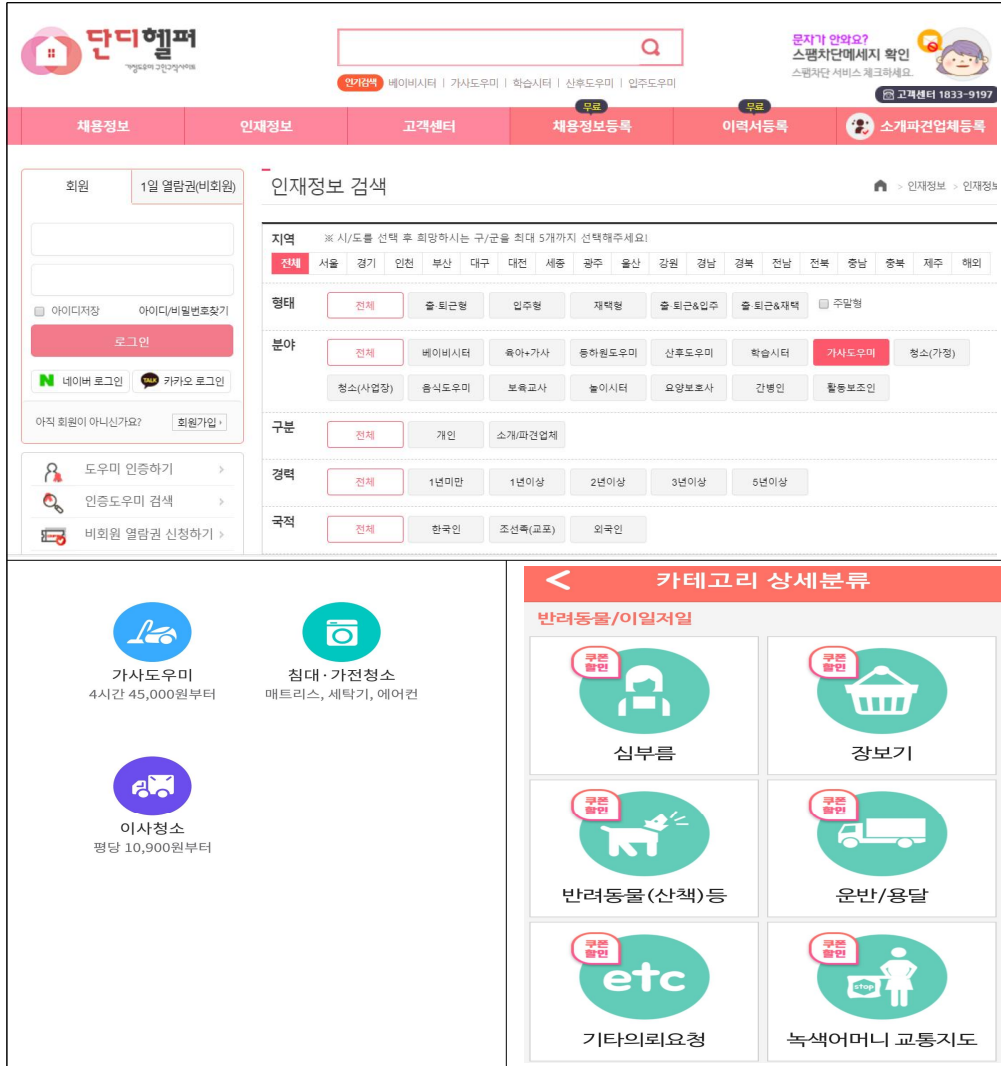 단디헬퍼
가정도우미 구인구직사이트
인기검색 베이비시터 | 가사도우미 | 학습시터 | 산후도우미 | 입주도우미
문자가 안와요?
스팸차단메세지 확인
스팸차단 서비스 체크하세요.
고객센터 1833-9197
무료 무료
채용정보 인재정보 고객센터 채용정보등록 이력서등록 소개파견업체등록
회원 1일 열람권(비회원)
아이디저장 아이디/비밀번호찾기
로그인
N 네이버 로그인 TALK 카카오 로그인
아직 회원이 아니신가요? 회원가입 ›
도우미 인증하기 >
인증도우미 검색 >
비회원 열람권 신청하기 >
인재정보 검색
> 인재정보 > 인재정보
지역 ※ 시/도를 선택 후 희망하시는 구/군을 최대 5개까지 선택해주세요!
전체 서울 경기 인천 부산 대구 대전 세종 광주 울산 강원 경남 경북 전남 전북 충남 충북 제주 해외
형태 전체 출·퇴근형 입주형 재택형 출·퇴근&입주 출·퇴근&재택 주말형
분야 전체 베이비시터 육아+가사 등하원도우미 산후도우미 학습시터 가사도우미 청소(가정)
청소(사업장) 음식도우미 보육교사 놀이시터 요양보호사 간병인 활동보조인
구분 전체 개인 소개/파견업체
경력 전체 1년미만 1년이상 2년이상 3년이상 5년이상
국적 전체 한국인 조선족(교포) 외국인
가사도우미
4시간 45,000원부터
침대·가전청소
매트리스, 세탁기, 에어컨
이사청소
평당 10,900원부터
< 카테고리 상세분류
반려동물/이일저일
쿠폰
할인
심부름
쿠폰
할인
장보기
쿠폰
할인
반려동물(산책)등
쿠폰
할인
운반/용달
쿠폰
할인
etc
기타의뢰요청
쿠폰
할인
stop
녹색어머니 교통지도